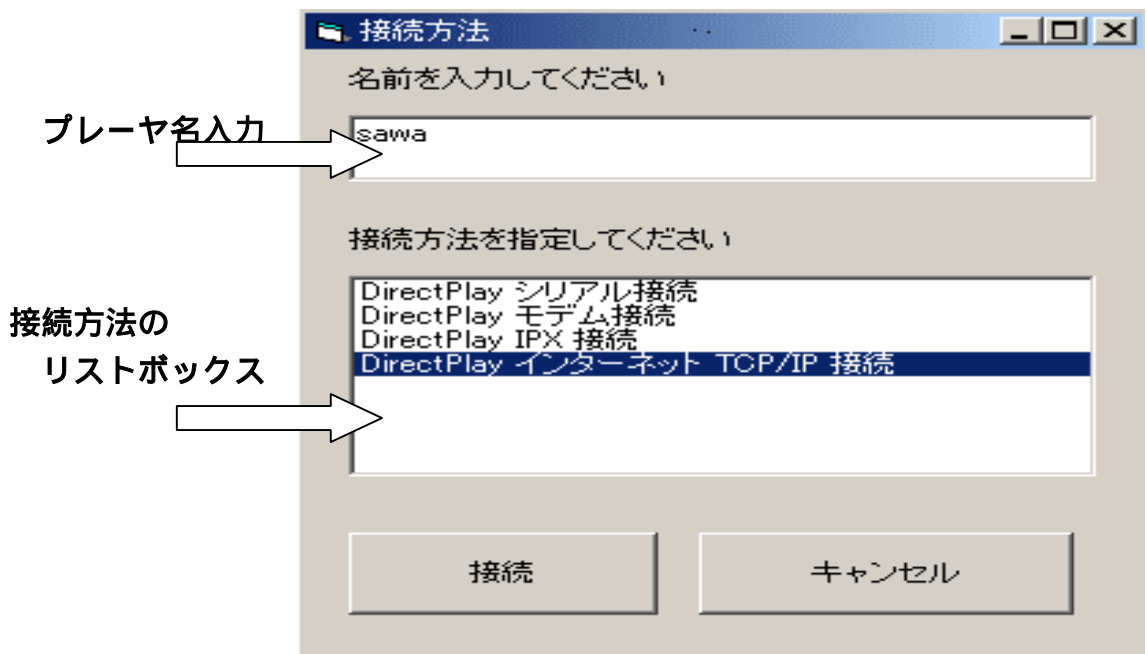 接続方法
名前を入力してください
プレーヤ名入力
sawa
接続方法を指定してください
接続方法の
リストボックス
DirectPlay シリアル接続
DirectPlay モデム接続
DirectPlay IPX 接続
DirectPlay インターネット TCP/IP 接続
接続
キャンセル